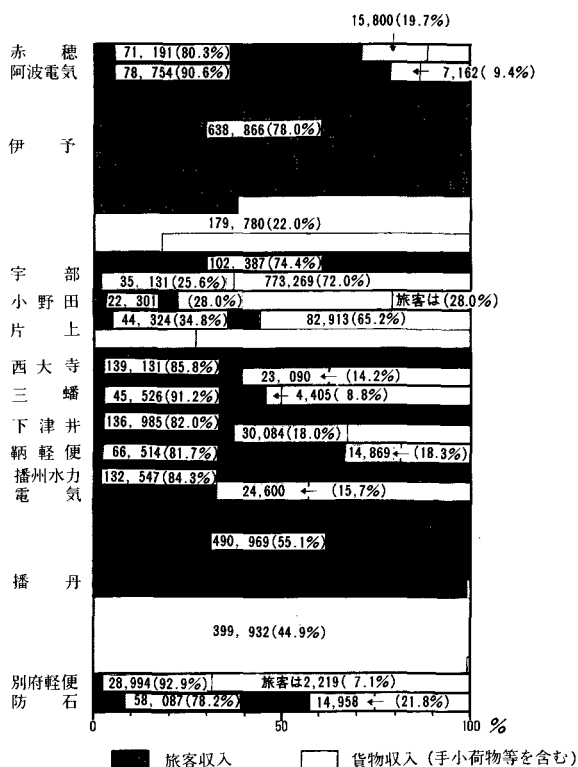 15,800(19.7%)
赤穂 71,191(80.3%)
阿波電気 78,754(90.6%) ← 7,162( 9.4%)
伊予 638,866(78.0%)
179,780(22.0%)
102,387(74.4%)
宇部 35,131(25.6%) 773,269(72.0%)
小野田 22,301 (28.0%) 旅客は(28.0%)
片上 44,324(34.8%) 82,913(65.2%)
西大寺 139,131(85.8%)
23,090 ← (14.2%)
三蟠 45,526(91.2%) ← 4,405( 8.8%)
下津井 136,985(82.0%)
30,084(18.0%)
鞆軽便 66,514(81.7%) 14,869 ← (18.3%)
播州水力電気 132,547(84.3%)
24,600 ← (15,7%)
490,969(55.1%)
播丹
399,932(44.9%)
別府軽便 28,994(92.9%) 旅客は2,219( 7.1%)
防石 58,087(78.2%) 14,958 ← (21.8%)
0 50 100 %
旅客収入 貨物収入(手小荷物等を含む)